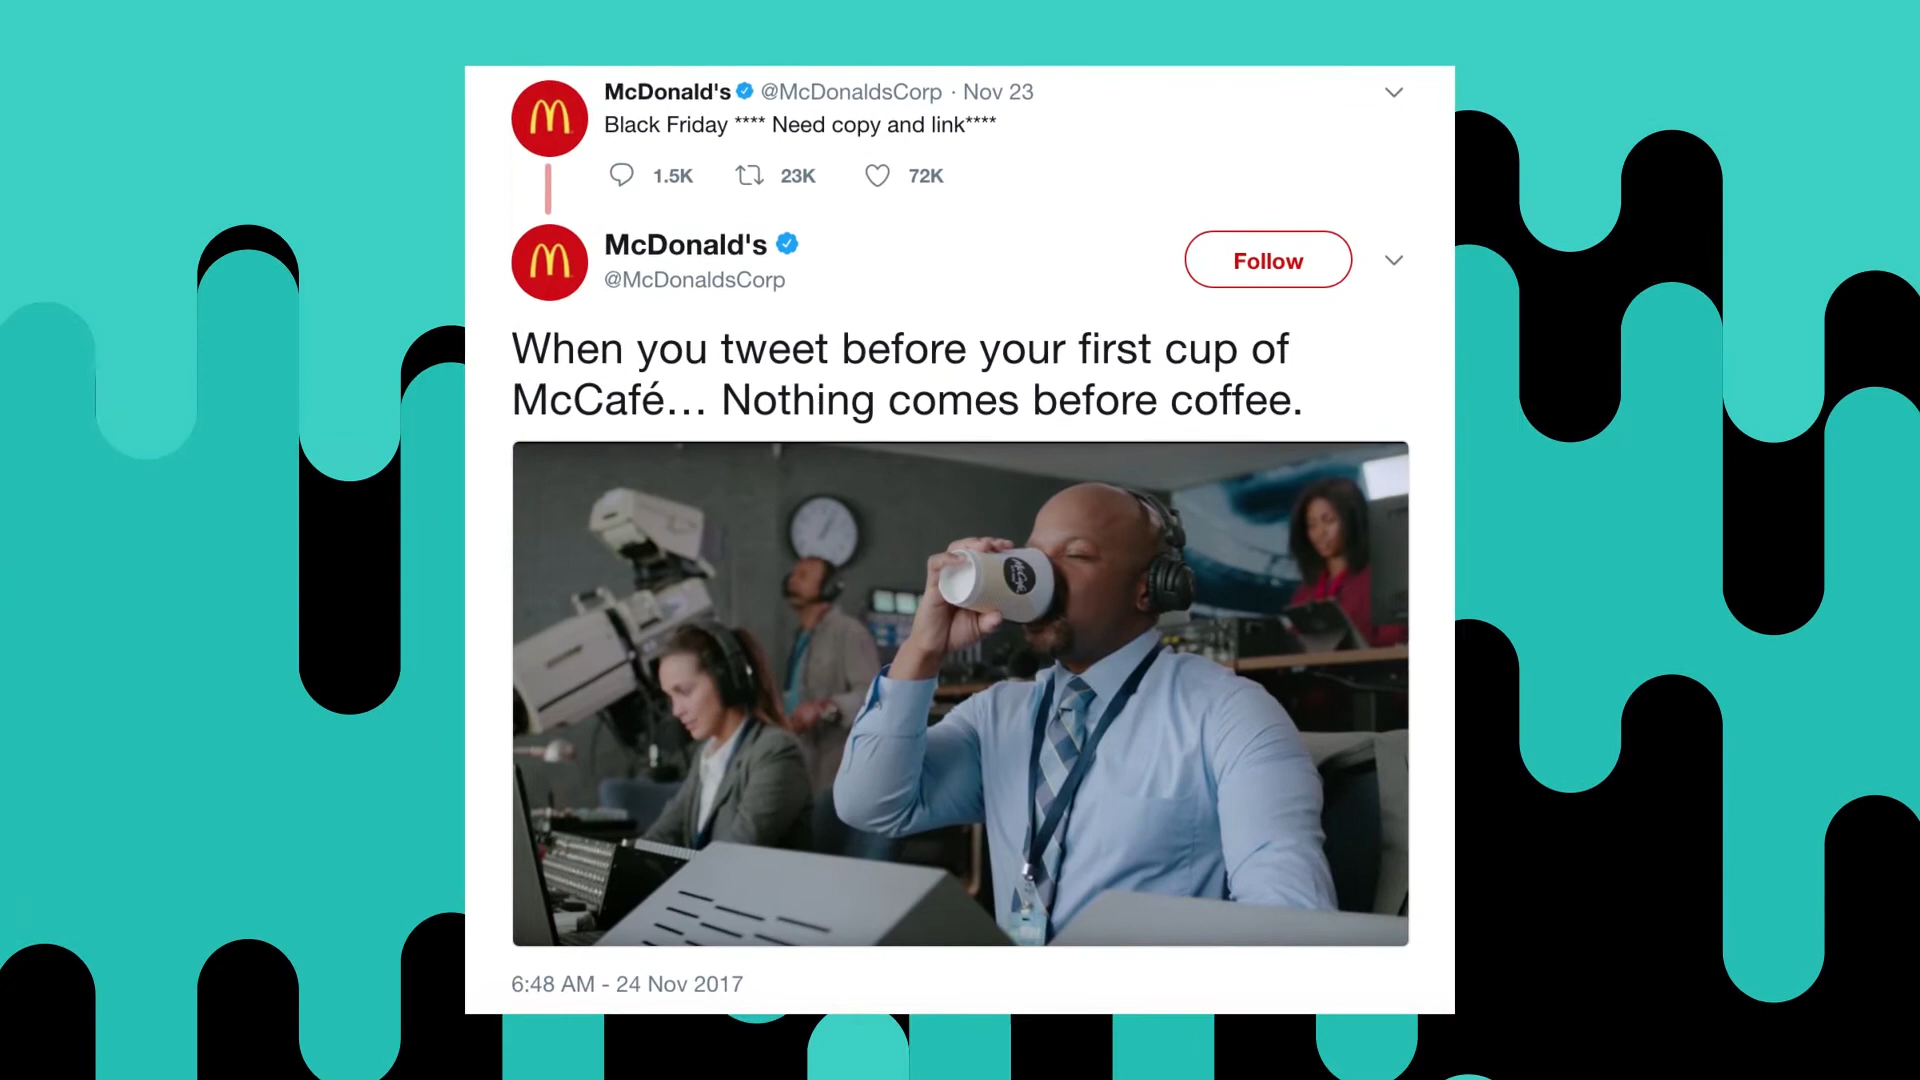 McDonald's @McDonaldsCorp · Nov 23
Black Friday **** Need copy and link****
1.5K 23K 72K
McDonald's
@McDonaldsCorp
Follow
When you tweet before your first cup of
McCafé... Nothing comes before coffee.
McCafé
6:48 AM - 24 Nov 2017